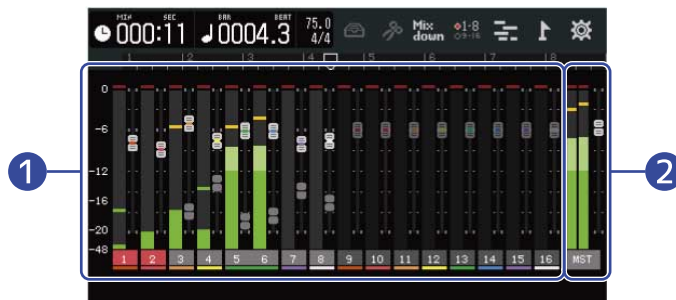 MIN SEC BAR BEAT
000:11 0004.3 75.0 4/4 Mix down 1-8 9-16
1 2 3 4 5 6 7 8
0
-6
-12
-16
-20
-48
1 2 3 4 5 6 7 8 9 10 11 12 13 14 15 16 MST
1 2